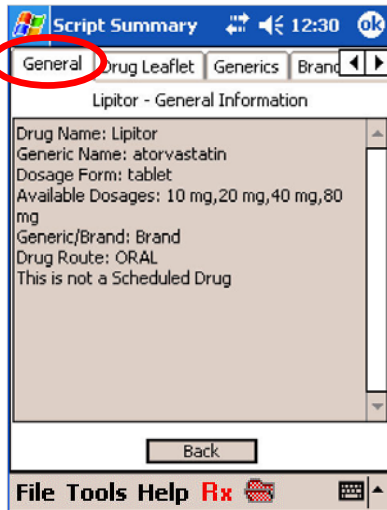 Script Summary 12:30 ok
General Drug Leaflet Generics Brand
Lipitor - General Information
Drug Name: Lipitor
Generic Name: atorvastatin
Dosage Form: tablet
Available Dosages: 10 mg,20 mg,40 mg,80
mg
Generic/Brand: Brand
Drug Route: ORAL
This is not a Scheduled Drug
Back
File Tools Help Rx